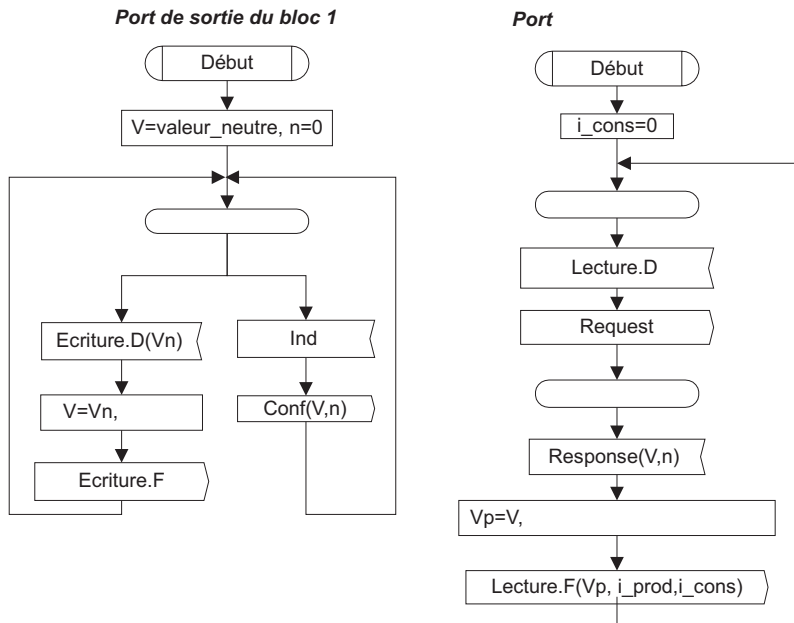 Port de sortie du bloc 1
Début
V=valeur_neutre, n=0
Ecriture.D(Vn)
V=Vn,
Ecriture.F
Ind
Conf(V,n)
Port
Début
i_cons=0
Lecture.D
Request
Response(V,n)
Vp=V,
Lecture.F(Vp, i_prod,i_cons)